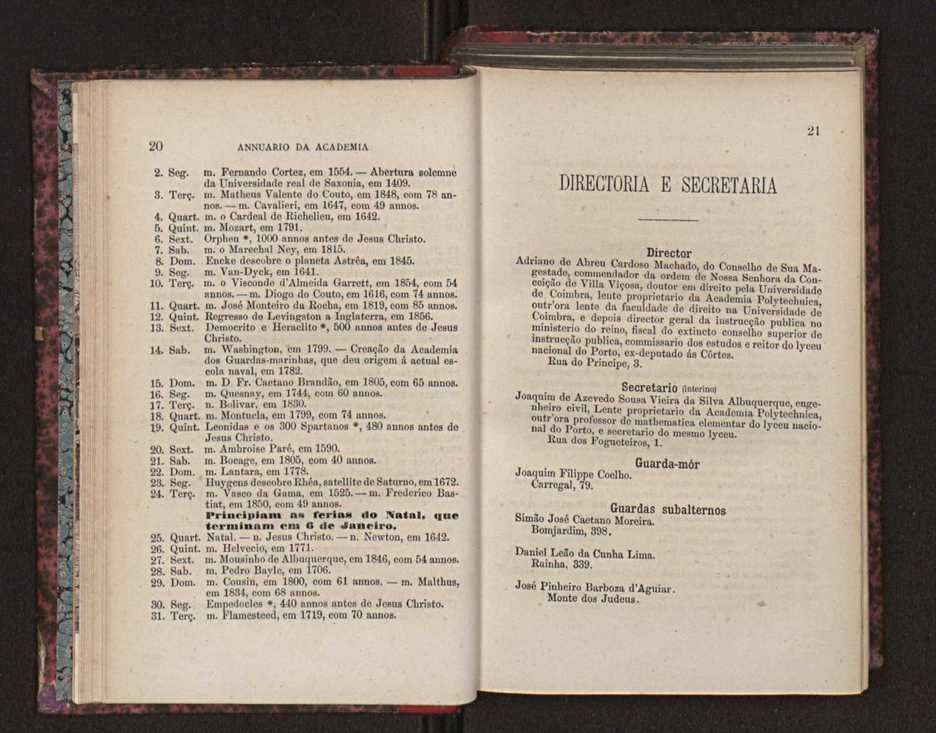 20 ANNUARIO DA ACADEMIA
2. Seg. m. Fernando Cortez, em 1554. — Abertura solemne
da Universidade real de Saxonia, em 1409.
3. Terç. m. Matheus Valente do Couto, em 1848, com 78 an-
nos. — m. Cavalieri, em 1647, com 49 annos.
4. Quart. m. o Cardeal de Richelieu, em 1642.
5. Quint. m. Mozart, em 1791.
6. Sext. Orpheu *, 1000 annos antes de Jesus Christo.
7. Sab. m. o Marechal Ney, em 1815.
8. Dom. Encke descobre o planeta Astrêa, em 1845.
9. Seg. m. Van-Dyck, em 1641.
10. Terç. m. o Visconde d'Almeida Garrett, em 1854, com 54
annos. — m. Diogo do Couto, em 1616, com 74 annos.
11. Quart. m. José Monteiro da Rocha, em 1819, com 85 annos.
12. Quint. Regresso de Levingston a Inglaterra, em 1856.
13. Sext. Democrito e Heraclito *, 500 annos antes de Jesus
Christo.
14. Sab. m. Washington, em 1799. — Creação da Academia
dos Guardas-marinhas, que deu origem á actual es-
cola naval, em 1782.
15. Dom. m. D. Fr. Caetano Brandão, em 1805, com 65 annos.
16. Seg. m. Quesnay, em 1744, com 60 annos.
17. Terç. n. Bolivar, em 1830.
18. Quart. m. Montucla, em 1799, com 74 annos.
19. Quint. Leonidas e os 300 Spartanos *, 480 annos antes de
Jesus Christo.
20. Sext. m. Ambroise Paré, em 1590.
21. Sab. m. Bocage, em 1805, com 40 annos.
22. Dom. m. Lantara, em 1778.
23. Seg. Huygens descobre Rhêa, satellite de Saturno, em 1672.
24. Terç. m. Vasco da Gama, em 1525. — m. Frederico Bas-
tiat, em 1850, com 49 annos.
Principiam as ferias do Natal, que
terminam em 6 de Janeiro.
25. Quart. Natal. — n. Jesus Christo. — n. Newton, em 1642.
26. Quint. m. Helvecio, em 1771.
27. Sext. m. Mousinho de Albuquerque, em 1846, com 54 annos.
28. Sab. m. Pedro Bayle, em 1706.
29. Dom. m. Cousin, em 1800, com 61 annos. — m. Malthus,
em 1834, com 68 annos.
30. Seg. Empedocles *, 440 annos antes de Jesus Christo.
31. Terç. m. Flamesteed, em 1719, com 70 annos.
21
DIRECTORIA E SECRETARIA
Director
Adriano de Abreu Cardoso Machado, do Conselho de Sua Ma-
gestade, commendador da ordem de Nossa Senhora da Con-
ceição de Villa Viçosa, doutor em direito pela Universidade
de Coimbra, lente proprietario da Academia Polytechnica,
outr'ora lente da faculdade de direito na Universidade de
Coimbra, e depois director geral da instrucção publica no
ministerio do reino, fiscal do extincto conselho superior de
instrucção publica, commissario dos estudos e reitor do lyceu
nacional do Porto, ex-deputado ás Côrtes.
Rua do Principe, 3.
Secretario (interino)
Joaquim de Azevedo Sousa Vieira da Silva Albuquerque, enge-
nheiro civil, Lente proprietario da Academia Polytechnica,
outr'ora professor de mathematica elementar do lyceu nacio-
nal do Porto, e secretario do mesmo lyceu.
Rua dos Fogueteiros, 1.
Guarda-mór
Joaquim Filippe Coelho.
Carregal, 79.
Guardas subalternos
Simão José Caetano Moreira.
Bomjardim, 398.
Daniel Leão da Cunha Lima.
Rainha, 339.
José Pinheiro Barboza d'Aguiar.
Monte dos Judeus.